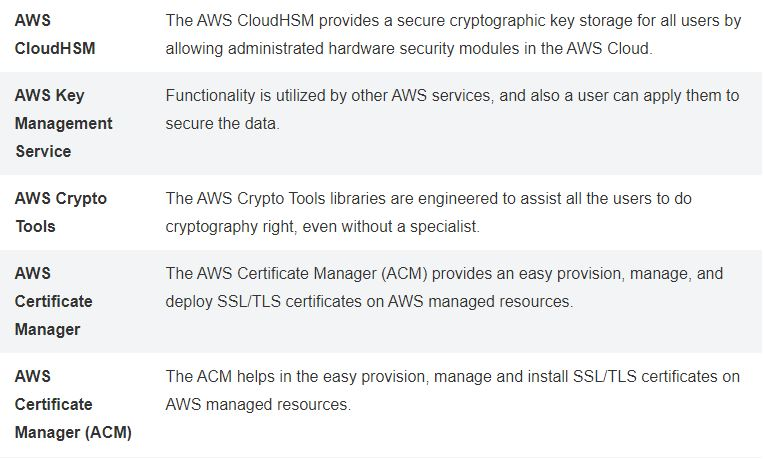 AWS CloudHSM
The AWS CloudHSM provides a secure cryptographic key storage for all users by
allowing administrated hardware security modules in the AWS Cloud.
AWS Key Management Service
Functionality is utilized by other AWS services, and also a user can apply them to
secure the data.
AWS Crypto Tools
The AWS Crypto Tools libraries are engineered to assist all the users to do
cryptography right, even without a specialist.
AWS Certificate Manager
The AWS Certificate Manager (ACM) provides an easy provision, manage, and
deploy SSL/TLS certificates on AWS managed resources.
AWS Certificate Manager (ACM)
The ACM helps in the easy provision, manage and install SSL/TLS certificates on
AWS managed resources.